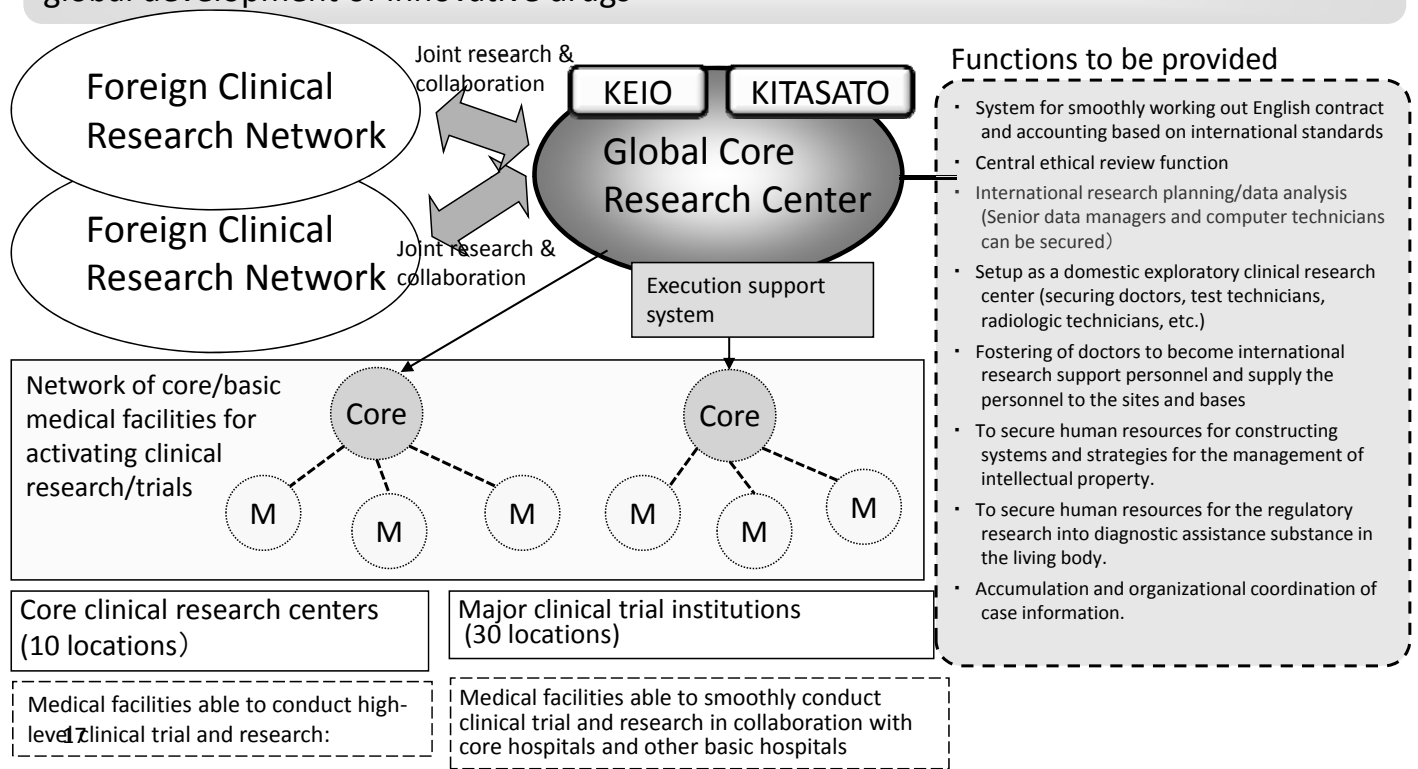 global development of innovative drugs
Foreign Clinical
Research Network
Joint research &
collaboration
KEIO
KITASATO
Global Core
Research Center
Foreign Clinical
Research Network
Joint research &
collaboration
Execution support
system
Network of core/basic
medical facilities for
activating clinical
research/trials
Core
M
M
M
Core
M
M
M
Core clinical research centers
(10 locations）
Medical facilities able to conduct high-
level clinical trial and research:
17
Major clinical trial institutions
(30 locations)
Medical facilities able to smoothly conduct
clinical trial and research in collaboration with
core hospitals and other basic hospitals
Functions to be provided
・ System for smoothly working out English contract
and accounting based on international standards
・ Central ethical review function
・ International research planning/data analysis
(Senior data managers and computer technicians
can be secured）
・ Setup as a domestic exploratory clinical research
center (securing doctors, test technicians,
radiologic technicians, etc.)
・ Fostering of doctors to become international
research support personnel and supply the
personnel to the sites and bases
・ To secure human resources for constructing
systems and strategies for the management of
intellectual property.
・ To secure human resources for the regulatory
research into diagnostic assistance substance in
the living body.
・ Accumulation and organizational coordination of
case information.